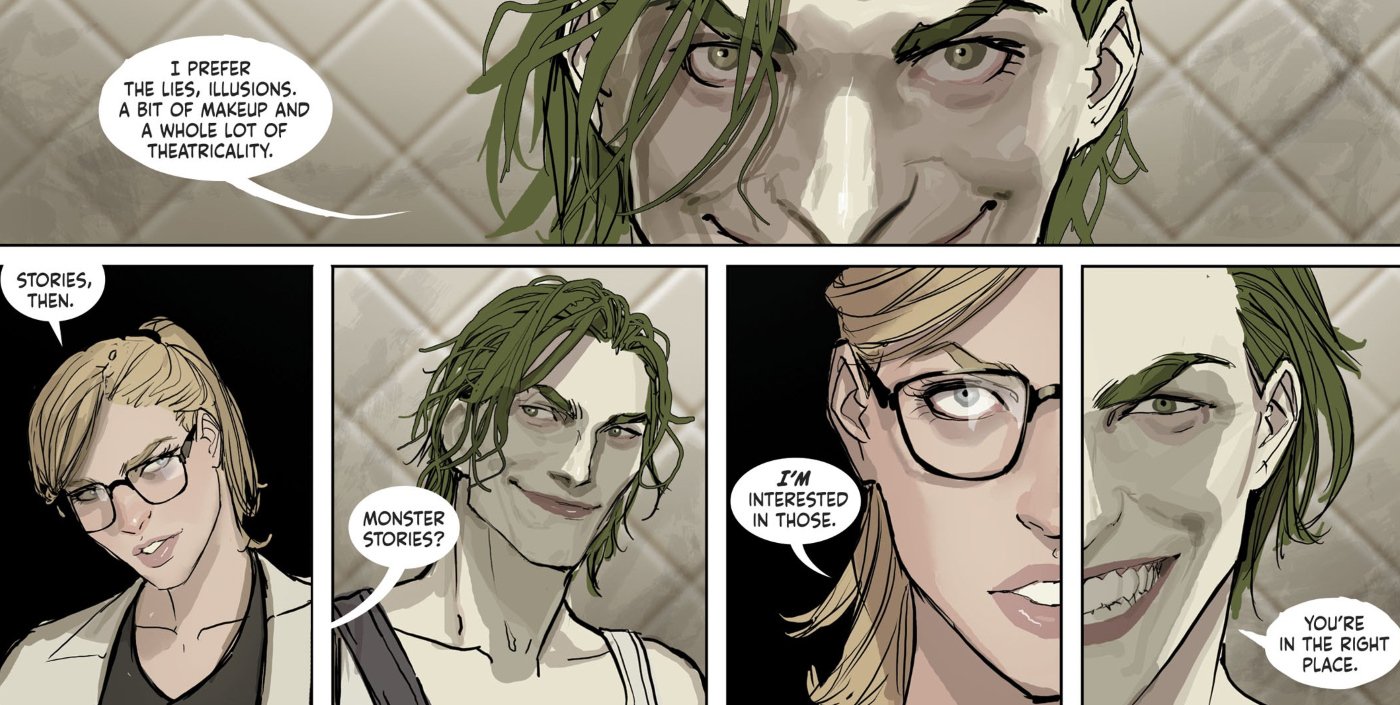 I PREFER
THE LIES, ILLUSIONS.
A BIT OF MAKEUP AND
A WHOLE LOT OF
THEATRICALITY.
STORIES,
THEN.
MONSTER
STORIES?
I'M
INTERESTED
IN THOSE.
YOU'RE
IN THE RIGHT
PLACE.